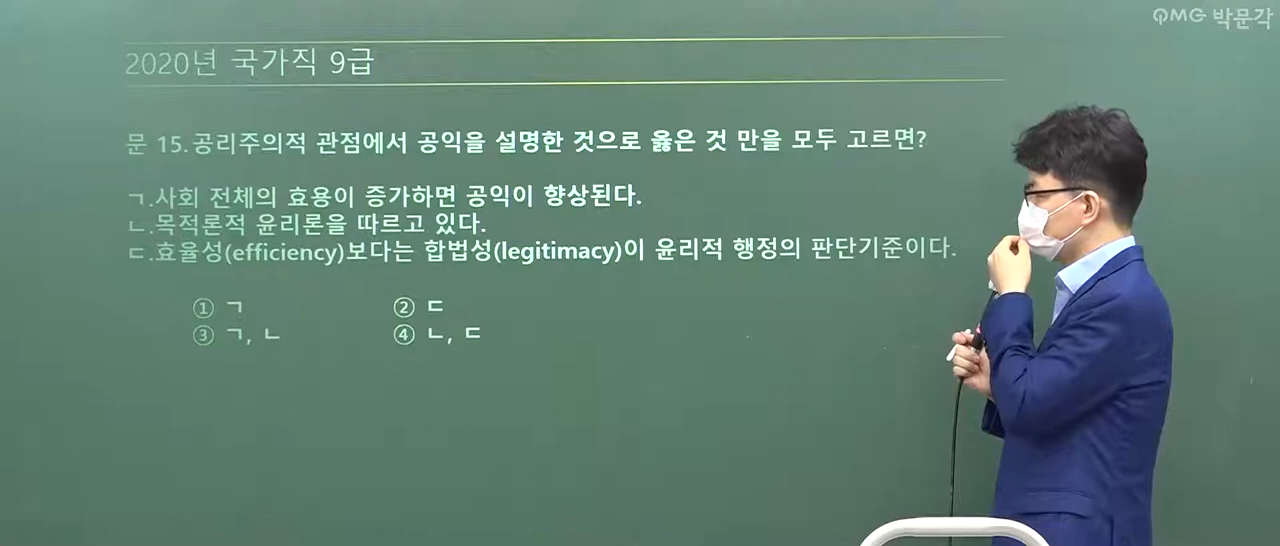 PMG 박문각
2020년 국가직 9급
문 15. 공리주의적 관점에서 공익을 설명한 것으로 옳은 것 만을 모두 고르면?
ㄱ.사회 전체의 효용이 증가하면 공익이 향상된다.
ㄴ.목적론적 윤리론을 따르고 있다.
ㄷ.효율성(efficiency)보다는 합법성(legitimacy)이 윤리적 행정의 판단기준이다.
① ㄱ ② ㄷ
③ ㄱ, ㄴ ④ ㄴ, ㄷ